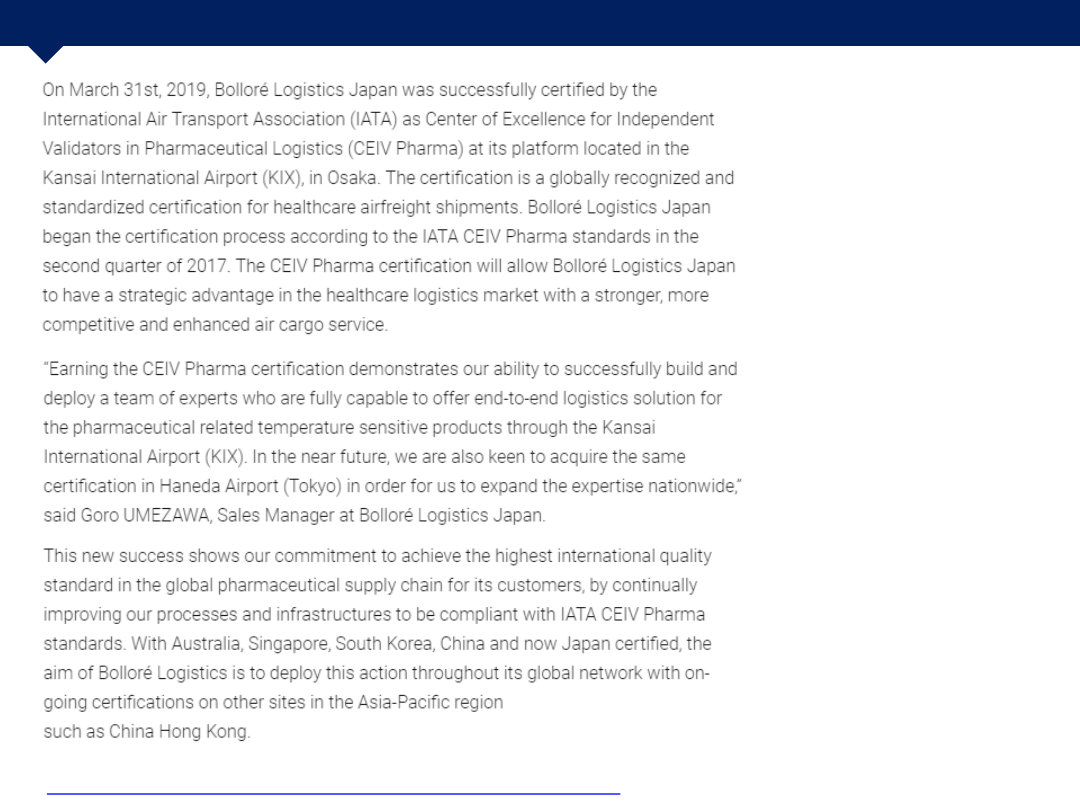 On March 31st, 2019, Bolloré Logistics Japan was successfully certified by the
International Air Transport Association (IATA) as Center of Excellence for Independent
Validators in Pharmaceutical Logistics (CEIV Pharma) at its platform located in the
Kansai International Airport (KIX), in Osaka. The certification is a globally recognized and
standardized certification for healthcare airfreight shipments. Bolloré Logistics Japan
began the certification process according to the IATA CEIV Pharma standards in the
second quarter of 2017. The CEIV Pharma certification will allow Bolloré Logistics Japan
to have a strategic advantage in the healthcare logistics market with a stronger, more
competitive and enhanced air cargo service.
“Earning the CEIV Pharma certification demonstrates our ability to successfully build and
deploy a team of experts who are fully capable to offer end-to-end logistics solution for
the pharmaceutical related temperature sensitive products through the Kansai
International Airport (KIX). In the near future, we are also keen to acquire the same
certification in Haneda Airport (Tokyo) in order for us to expand the expertise nationwide,”
said Goro UMEZAWA, Sales Manager at Bolloré Logistics Japan.
This new success shows our commitment to achieve the highest international quality
standard in the global pharmaceutical supply chain for its customers, by continually
improving our processes and infrastructures to be compliant with IATA CEIV Pharma
standards. With Australia, Singapore, South Korea, China and now Japan certified, the
aim of Bolloré Logistics is to deploy this action throughout its global network with on-
going certifications on other sites in the Asia-Pacific region
such as China Hong Kong.